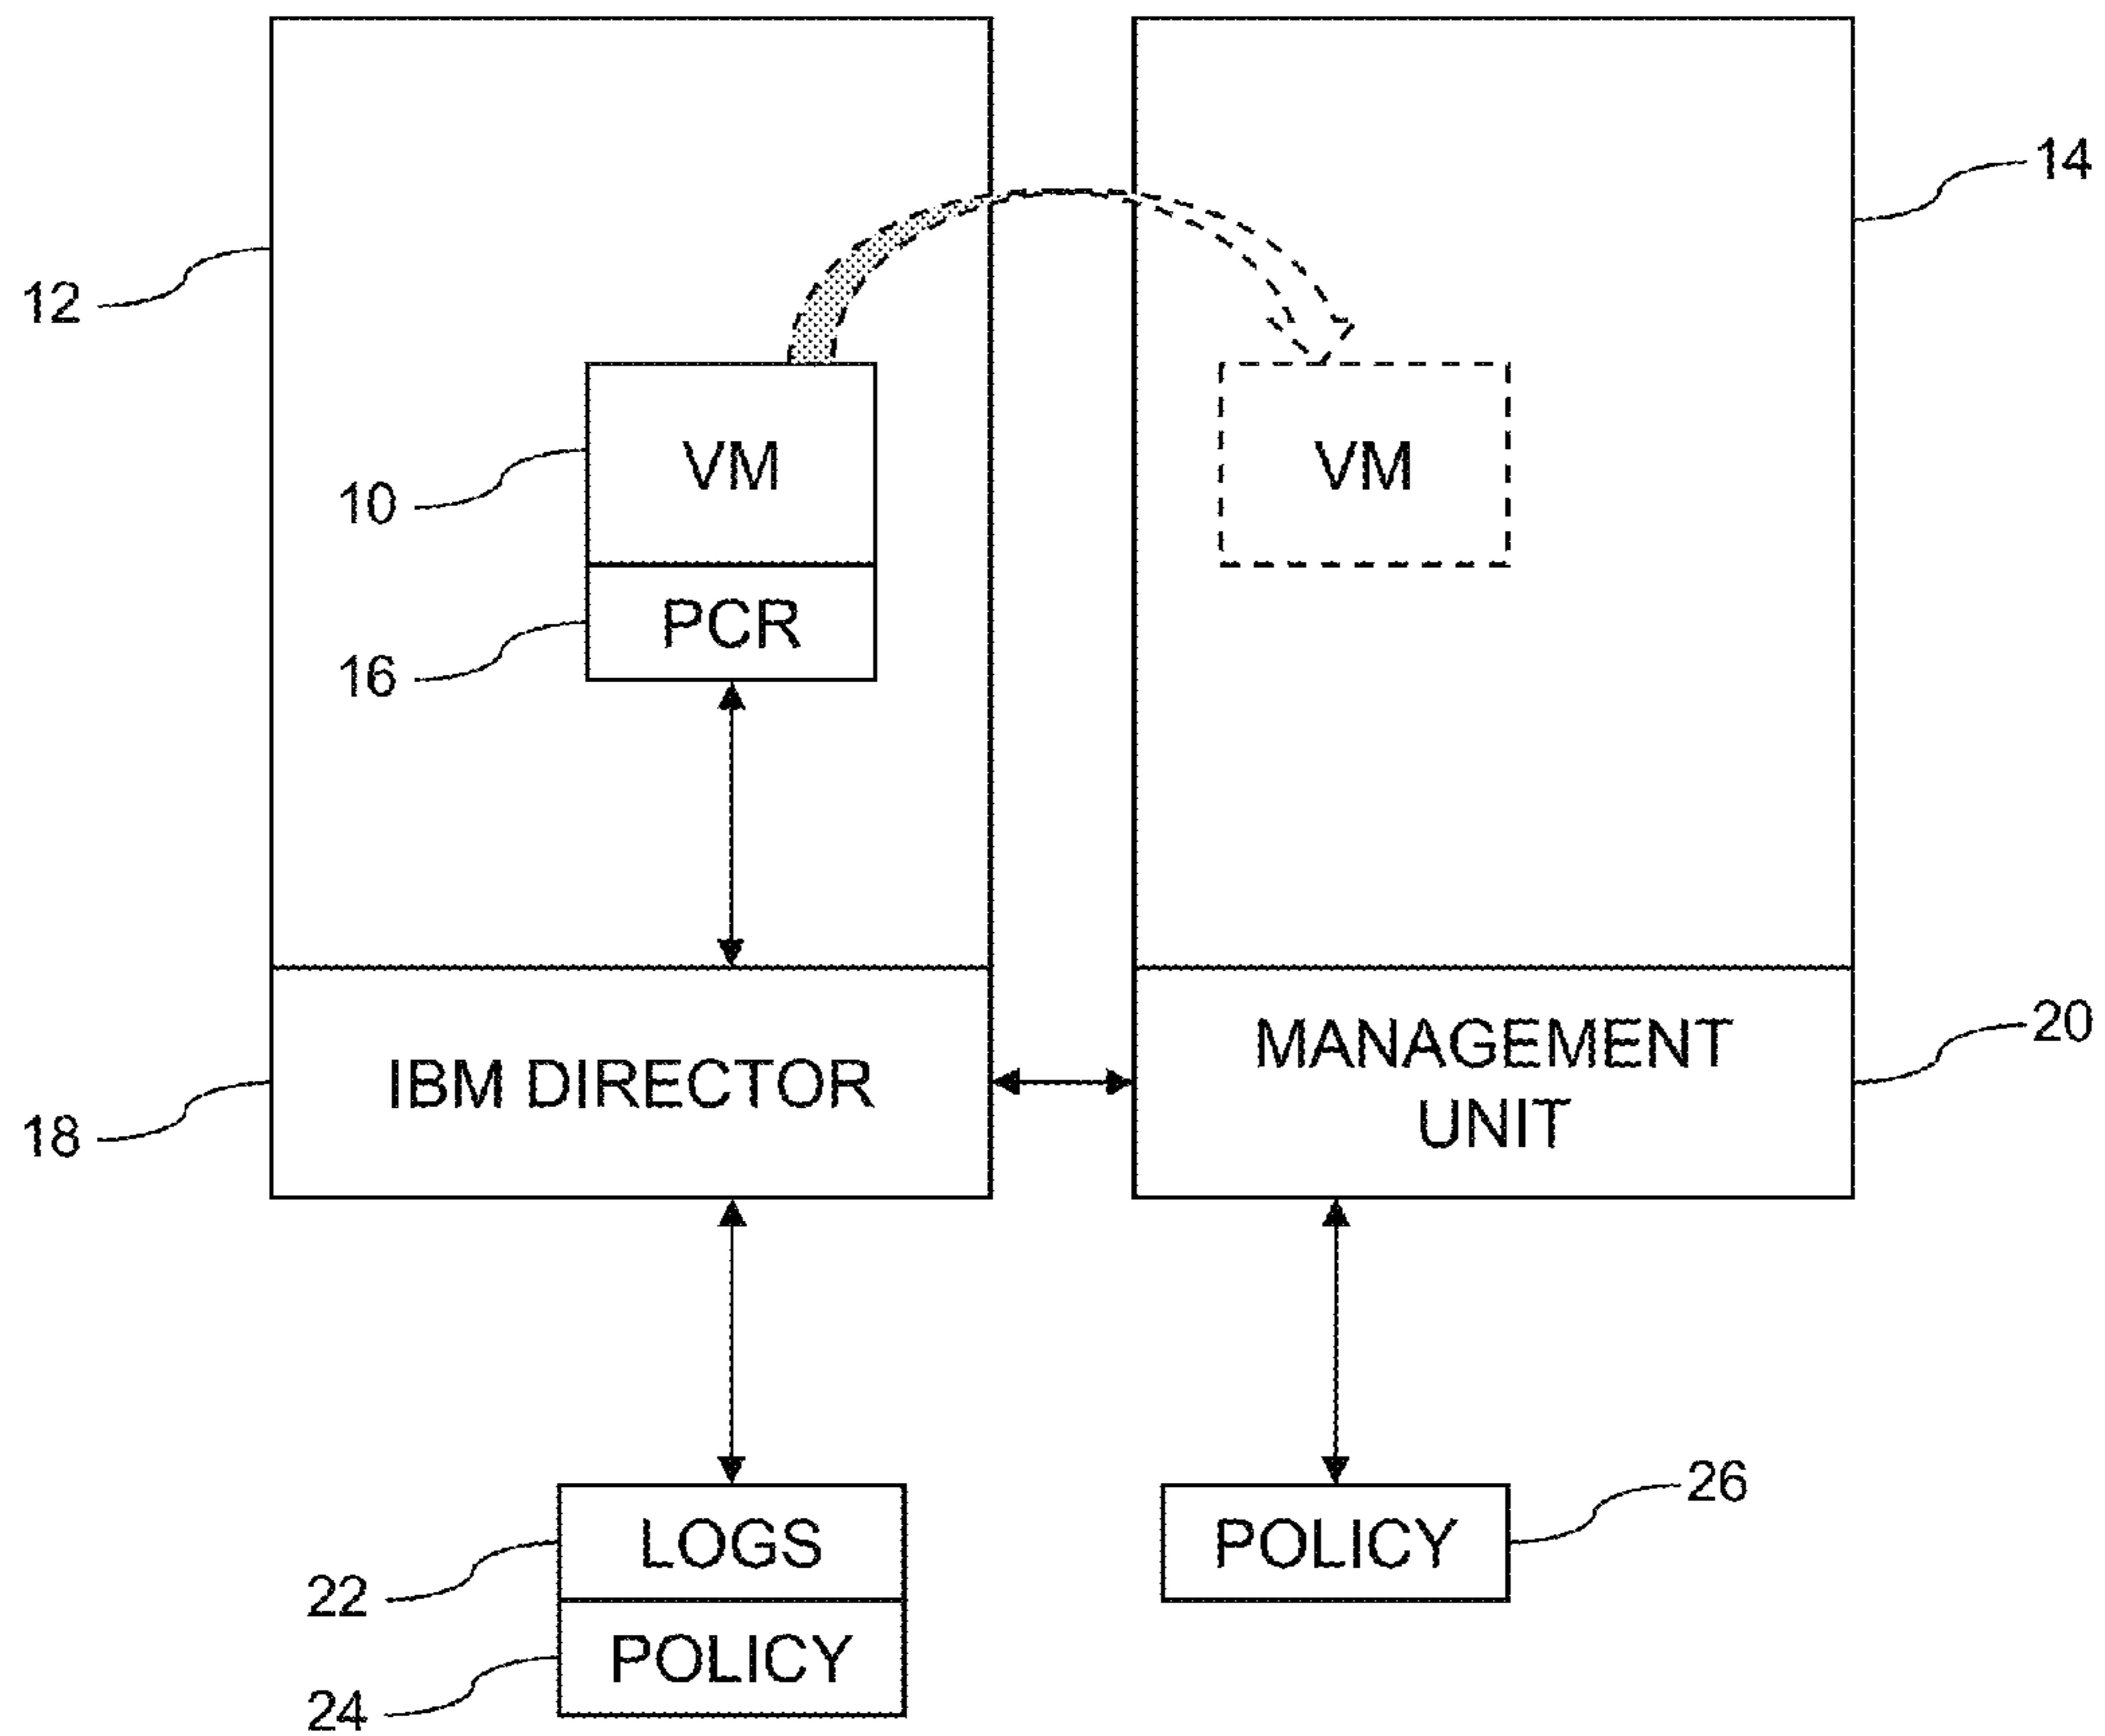 14
12
VM
VM
10
PCR
16
IBM DIRECTOR
MANAGEMENT
UNIT
20
18
LOGS
POLICY
26
22
POLICY
24